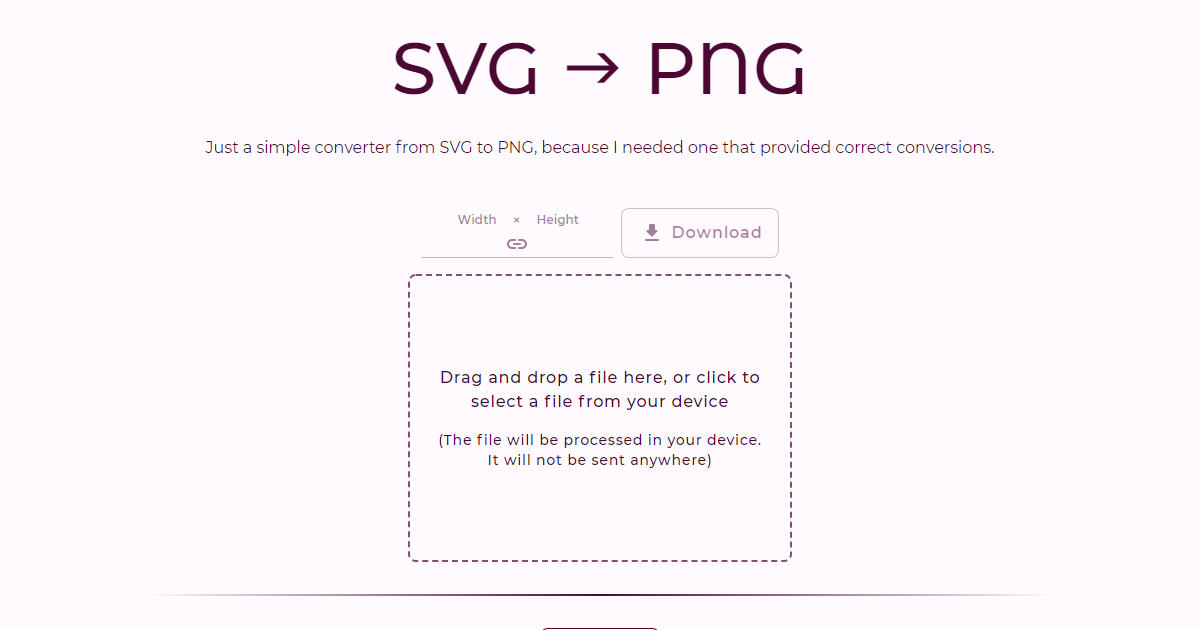 SVG → PNG
Just a simple converter from SVG to PNG, because I needed one that provided correct conversions.
Width × Height
Download
Drag and drop a file here, or click to
select a file from your device
(The file will be processed in your device.
It will not be sent anywhere)